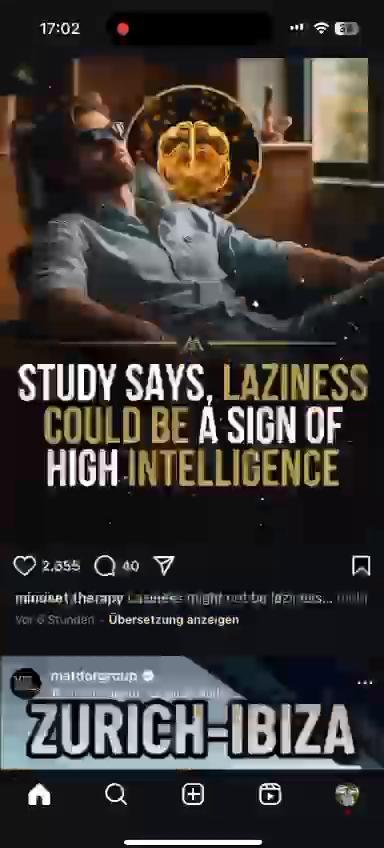 17:02
STUDY SAYS, LAZINESS
COULD BE A SIGN OF
HIGH INTELLIGENCE
2.655 40
mindset.therapy Laziness might not be laziness...
Vor 6 Stunden · Übersetzung anzeigen
matdorgroup
ZURICH-IBIZA